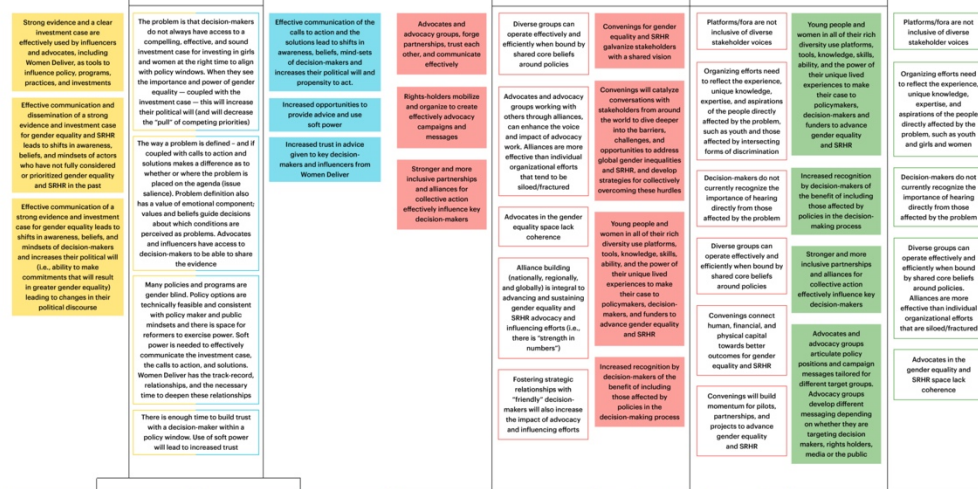 Strong evidence and a clear
investment case are
effectively used by influencers
and advocates, including
Women Deliver, as tools to
influence policy, programs,
practices, and investments
Effective communication and
dissemination of a strong
evidence and investment case
for gender equality and SRHR
leads to shifts in awareness,
beliefs, and mindsets of actors
who have not fully considered
or prioritized gender equality
and SRHR in the past
Effective communication of a
strong evidence and investment
case for gender equality leads to
shifts in awareness, beliefs, and
mindsets of decision-makers
and increases their political will
(i.e., ability to make
commitments that will result
in greater gender equality)
leading to changes in their
political discourse
The problem is that decision-makers
do not always have access to a
compelling, effective, and sound
investment case for investing in girls
and women at the right time to align
with policy windows. When they see
the importance and power of gender
equality — coupled with the
investment case — this will increase
their political will (and will decrease
the "pull" of competing priorities)
The way a problem is defined – and if
coupled with calls to action and
solutions makes a difference as to
whether or where the problem is
placed on the agenda (issue
salience). Problem definition also
has a value of emotional component;
values and beliefs guide decisions
about which conditions are
perceived as problems. Advocates
and influencers have access to
decision-makers to be able to share
the evidence
Many policies and programs are
gender blind. Policy options are
technically feasible and consistent
with policy maker and public
mindsets and there is space for
reformers to exercise power. Soft
power is needed to effectively
communicate the investment case,
the calls to action, and solutions.
Women Deliver has the track-record,
relationships, and the necessary
time to deepen these relationships
There is enough time to build trust
with a decision-maker within a
policy window. Use of soft power
will lead to increased trust
Effective communication of the
calls to action and the
solutions lead to shifts in
awareness, beliefs, mind-sets
of decision-makers and
increases their political will and
propensity to act.
Increased opportunities to
provide advice and use
soft power
Increased trust in advice
given to key decision-
makers and influencers from
Women Deliver
Advocates and
advocacy groups, forge
partnerships, trust each
other, and communicate
effectively
Rights-holders mobilize
and organize to create
effectively advocacy
campaigns and
messages
Stronger and more
inclusive partnerships
and alliances for
collective action
effectively influence key
decision-makers
Diverse groups can
operate effectively and
efficiently when bound by
shared core beliefs
around policies
Advocates and advocacy
groups working with
others through alliances,
can enhance the voice
and impact of advocacy
work. Alliances are more
effective than individual
organizational efforts
that tend to be
siloed/fractured
Advocates in the gender
equality space lack
coherence
Alliance building
(nationally, regionally,
and globally) is integral to
advancing and sustaining
gender equality and
SRHR advocacy and
influencing efforts (i.e.,
there is "strength in
numbers")
Fostering strategic
relationships with
"friendly" decision-
makers will also increase
the impact of advocacy
and influencing efforts
Convenings for gender
equality and SRHR
galvanize stakeholders
with a shared vision
Convenings will catalyze
conversations with
stakeholders from around
the world to dive deeper
into the barriers,
challenges, and
opportunities to address
global gender inequalities
and SRHR, and develop
strategies for collectively
overcoming these hurdles
Young people and
women in all of their rich
diversity use platforms,
tools, knowledge, skills,
ability, and the power of
their unique lived
experiences to make
their case to
policymakers, decision-
makers, and funders to
advance gender equality
and SRHR
Increased recognition by
decision-makers of the
benefit of including
those affected by
policies in the
decision-making process
Platforms/fora are not
inclusive of diverse
stakeholder voices
Organizing efforts need
to reflect the experience,
unique knowledge,
expertise, and aspirations
of the people directly
affected by the problem,
such as youth and those
affected by intersecting
forms of discrimination
Decision-makers do not
currently recognize the
importance of hearing
directly from those
affected by the problem
Diverse groups can
operate effectively and
efficiently when bound by
shared core beliefs
around policies
Convenings connect
human, financial, and
physical capital
towards better
outcomes for gender
equality and SRHR
Convenings will build
momentum for pilots,
partnerships, and
projects to advance
gender equality
and SRHR
Young people and
women in all of their rich
diversity use platforms,
tools, knowledge, skills,
ability, and the power of
their unique lived
experiences to make
their case to
policymakers,
decision-makers and
funders to advance
gender equality
and SRHR
Increased recognition
by decision-makers of
the benefit of including
those affected by
policies in the decision-
making process
Stronger and more
inclusive partnerships
and alliances for
collective action
effectively influence key
decision-makers
Advocates and
advocacy groups
articulate policy
positions and campaign
messages tailored for
different target groups.
Advocacy groups
develop different
messaging depending
on whether they are
targeting decision
makers, rights holders,
media or the public
Platforms/fora are not
inclusive of diverse
stakeholder voices
Organizing efforts need
to reflect the experience,
unique knowledge,
expertise, and
aspirations of the people
directly affected by the
problem, such as youth
and girls and women
Decision-makers do not
currently recognize the
importance of hearing
directly from those
affected by the problem
Diverse groups can
operate effectively and
efficiently when bound
by shared core beliefs
around policies.
Alliances are more
effective than individual
organizational efforts
that are siloed/fractured
Advocates in the
gender equality and
SRHR space lack
coherence